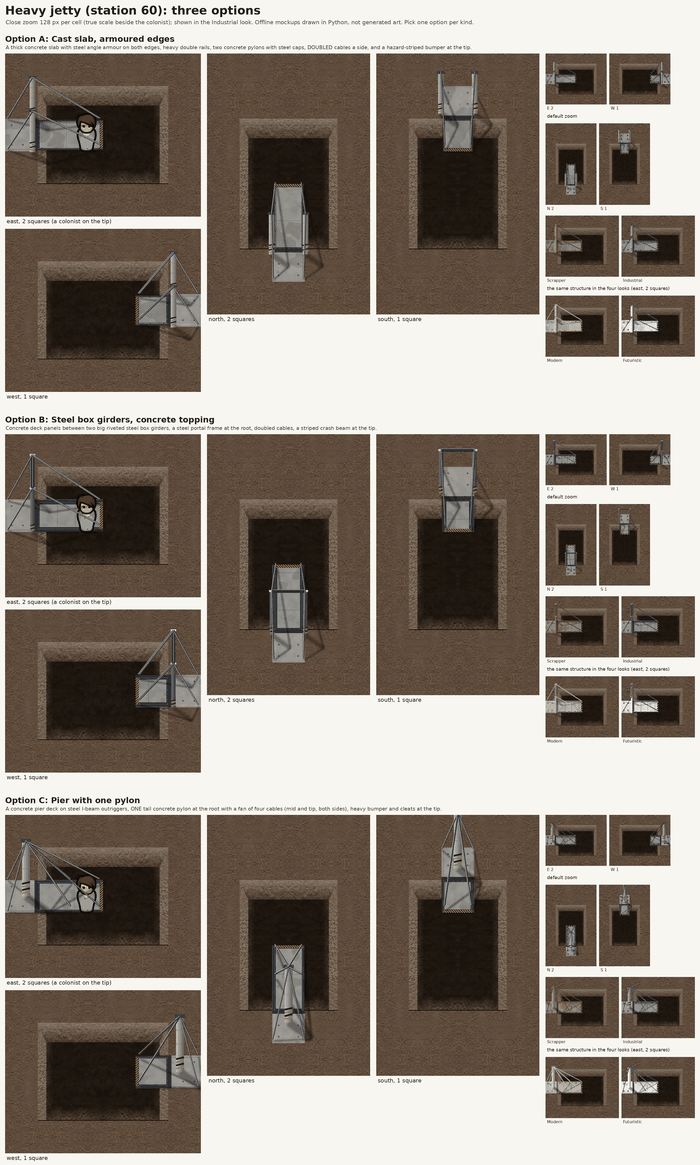 Heavy jetty (station 60): three options
Close zoom 128 px per cell (true scale beside the colonist); shown in the Industrial look. Offline mockups drawn in Python, not generated art. Pick one option per kind.
Option A: Cast slab, armoured edges
A thick concrete slab with steel angle armour on both edges, heavy double rails, two concrete pylons with steel caps, DOUBLED cables a side, and a hazard-striped bumper at the tip.
E 2
W 1
default zoom
N 2
S 1
east, 2 squares (a colonist on the tip)
Scrapper
Industrial
the same structure in the four looks (east, 2 squares)
north, 2 squares
south, 1 square
Modern
Futuristic
west, 1 square
Option B: Steel box girders, concrete topping
Concrete deck panels between two big riveted steel box girders, a steel portal frame at the root, doubled cables, a striped crash beam at the tip.
E 2
W 1
default zoom
N 2
S 1
east, 2 squares (a colonist on the tip)
Scrapper
Industrial
the same structure in the four looks (east, 2 squares)
north, 2 squares
south, 1 square
Modern
Futuristic
west, 1 square
Option C: Pier with one pylon
A concrete pier deck on steel I-beam outriggers, ONE tall concrete pylon at the root with a fan of four cables (mid and tip, both sides), heavy bumper and cleats at the tip.
E 2
W 1
default zoom
N 2
S 1
east, 2 squares (a colonist on the tip)
Scrapper
Industrial
the same structure in the four looks (east, 2 squares)
north, 2 squares
south, 1 square
Modern
Futuristic
west, 1 square